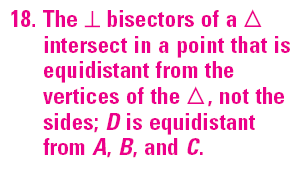 18. The ⊥ bisectors of a △
intersect in a point that is
equidistant from the
vertices of the △, not the
sides; D is equidistant
from A, B, and C.